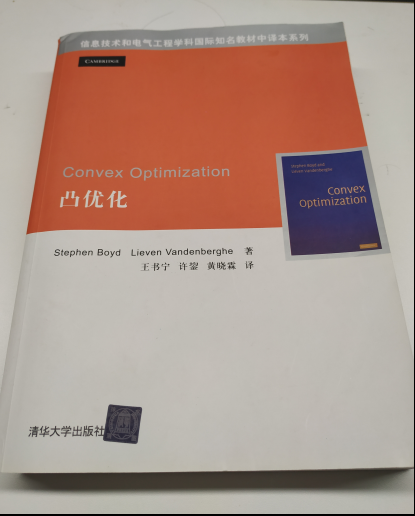 信息技术和电气工程学科国际知名教材中译本系列
CAMBRIDGE
Convex Optimization
凸优化
Stephen Boyd and
Lieven Vandenberghe
Convex
Optimization
Stephen Boyd Lieven Vandenberghe 著
王书宁 许鋆 黄晓霖 译
清华大学出版社